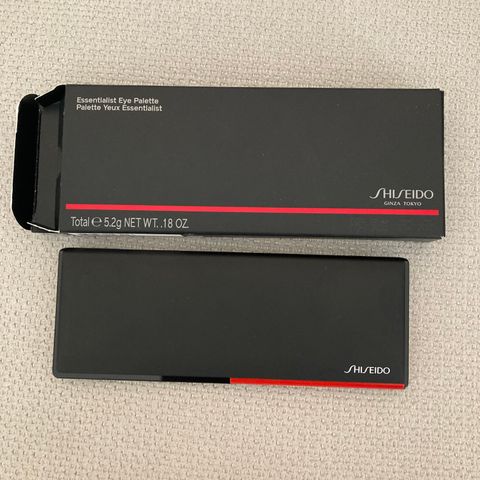 Essentialist Eye Palette
Palette Yeux Essentialist
SHISEIDO
GINZA TOKYO
Total ℮ 5.2g NET WT. .18 OZ.
SHISEIDO